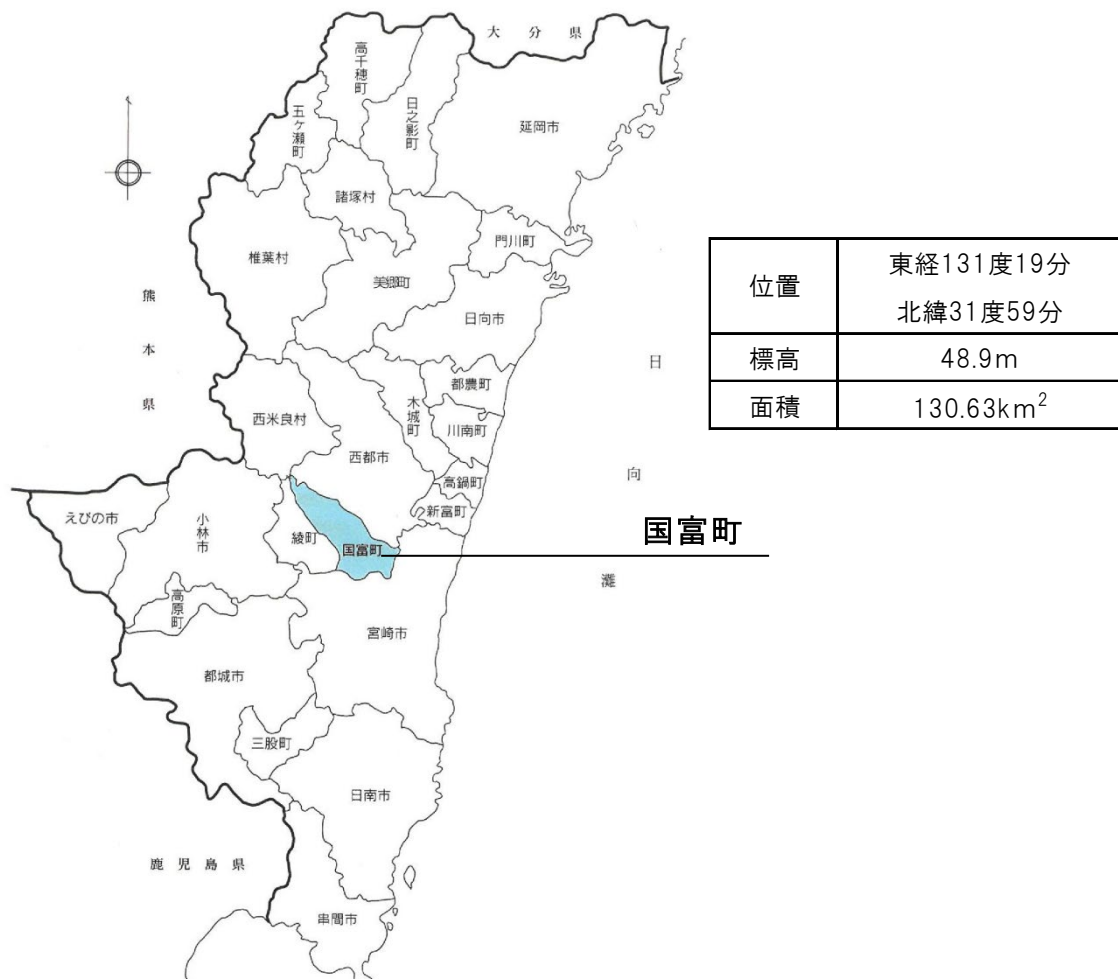 大分県
高千穂町
日之影町
五ヶ瀬町
延岡市
諸塚村
門川町
椎葉村
美郷町
熊本県
日向市
日向灘
都農町
木城町
西米良村
川南町
西都市
高鍋町
新富町
えびの市
小林市
綾町
国富町
国富町
高原町
宮崎市
都城市
三股町
日南市
鹿児島県
串間市
位置
東経131度19分
北緯31度59分
標高 48.9m
面積 130.63km²